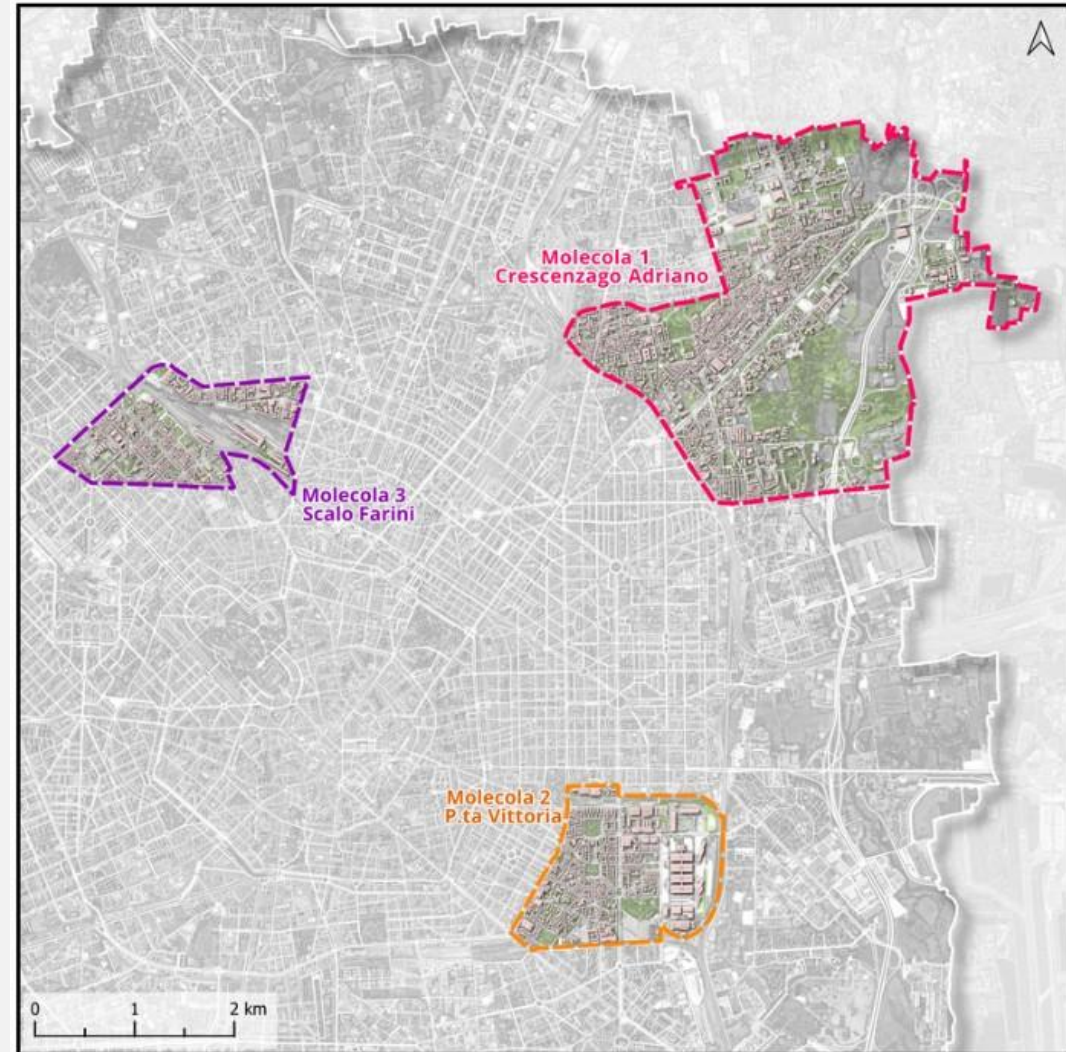 Molecola 1
Crescenzago Adriano
Molecola 3
Scalo Farini
Molecola 2
P.ta Vittoria
0 1 2 km